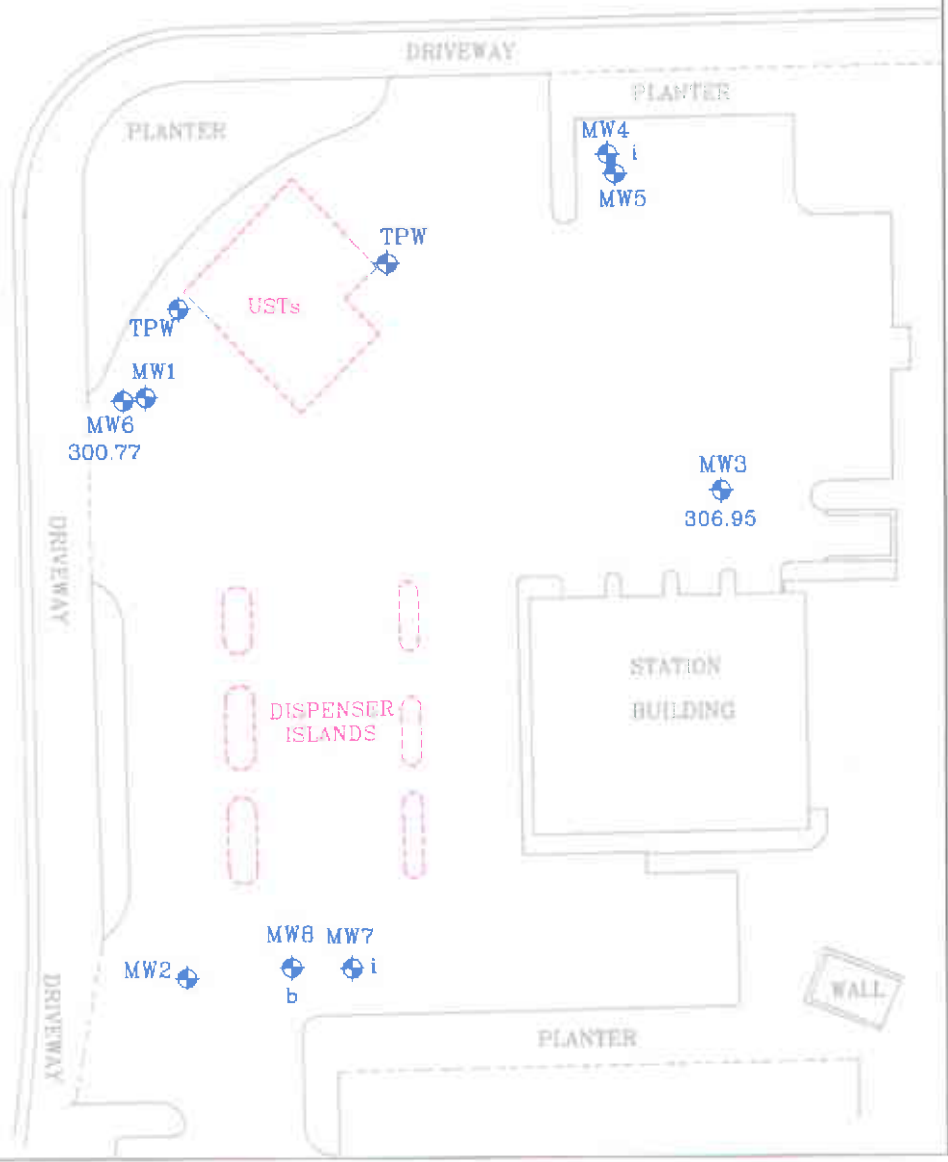 DRIVEWAY
PLANTER
PLANTER
MW4
i
MW5
TPW
USTs
TPW
MW1
MW6
300.77
MW3
306.95
DRIVEWAY
STATION
BUILDING
DISPENSER
ISLANDS
MW8
MW7
MW2
i
b
DRIVEWAY
WALL
PLANTER